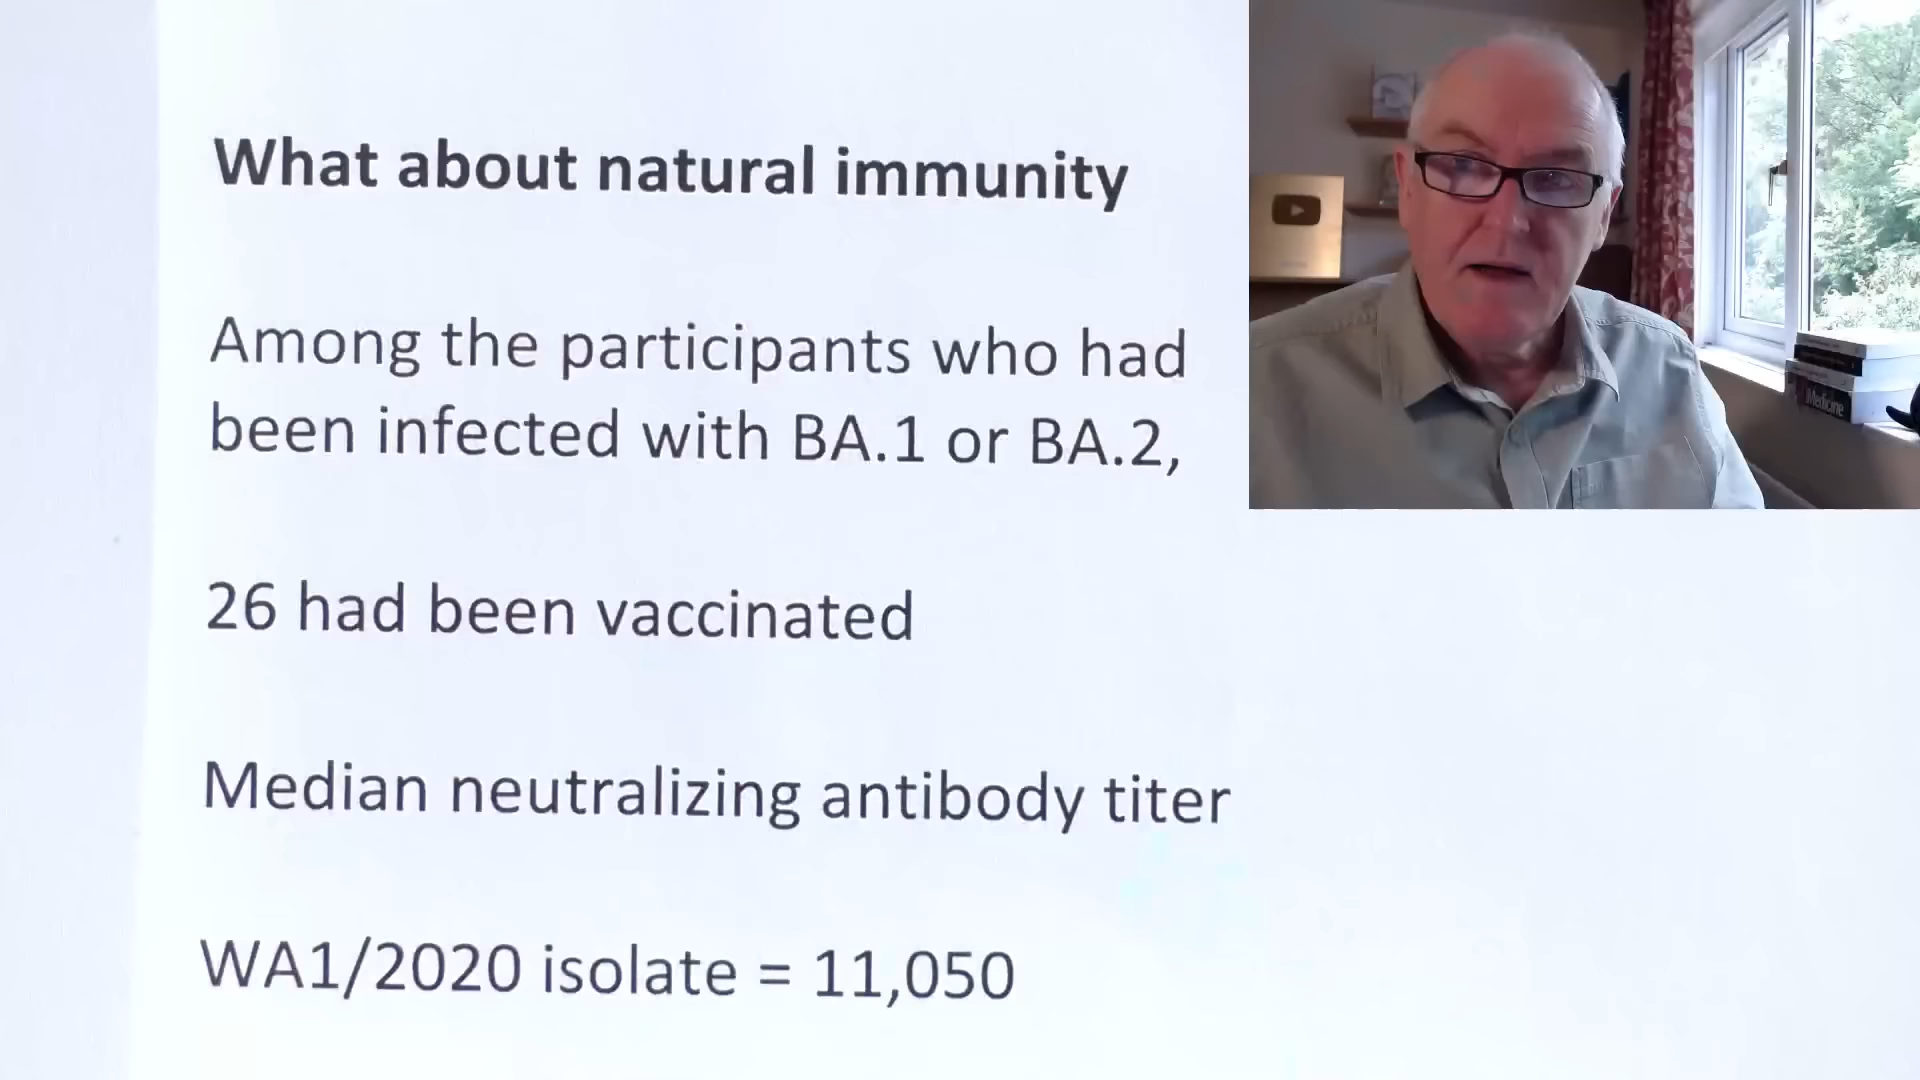 What about natural immunity
Among the participants who had
been infected with BA.1 or BA.2,
26 had been vaccinated
Median neutralizing antibody titer
WA1/2020 isolate = 11,050
Medicine